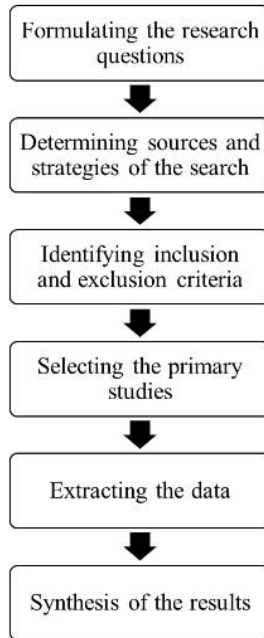 Formulating the research
questions
Determining sources and
strategies of the search
Identifying inclusion
and exclusion criteria
Selecting the primary
studies
Extracting the data
Synthesis of the results